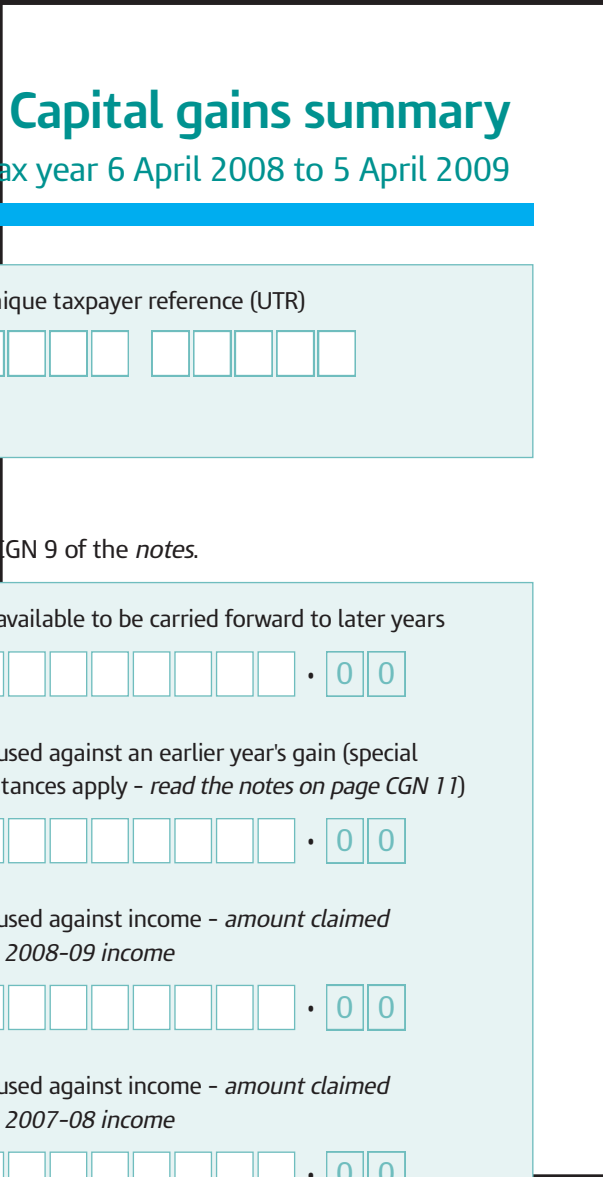 Capital gains summary
ax year 6 April 2008 to 5 April 2009
ique taxpayer reference (UTR)
GN 9 of the notes.
available to be carried forward to later years
. 0 0
used against an earlier year's gain (special
tances apply – read the notes on page CGN 11)
. 0 0
used against income – amount claimed
2008–09 income
. 0 0
used against income – amount claimed
2007–08 income
. 0 0